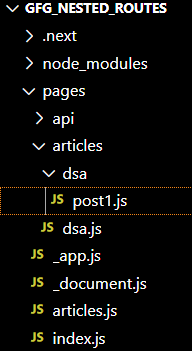 GFG_NESTED_ROUTES
.next
node_modules
pages
api
articles
dsa
JS post1.js
JS dsa.js
JS _app.js
JS _document.js
JS articles.js
JS index.js